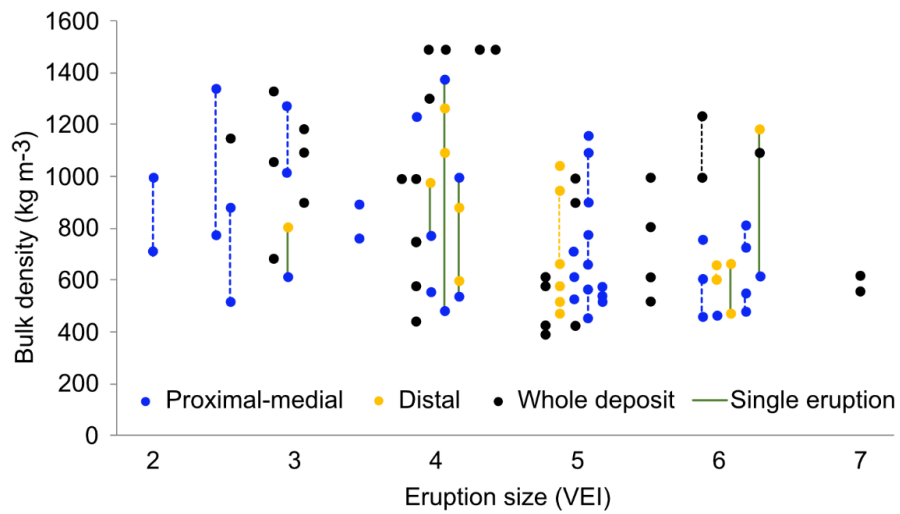 1600
1400
1200
1000
800
600
400
200
0
Bulk density (kg m-3)
Proximal-medial Distal Whole deposit Single eruption
2 3 4 5 6 7
Eruption size (VEI)